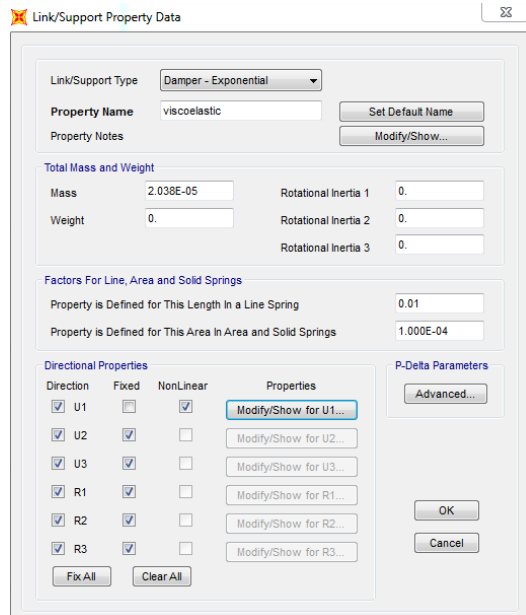 Link/Support Property Data
Link/Support Type Damper - Exponential
Property Name viscoelastic Set Default Name
Property Notes Modify/Show...
Total Mass and Weight
Mass 2.038E-05 Rotational Inertia 1 0.
Weight 0. Rotational Inertia 2 0.
Rotational Inertia 3 0.
Factors For Line, Area and Solid Springs
Property is Defined for This Length In a Line Spring 0.01
Property is Defined for This Area In Area and Solid Springs 1.000E-04
Directional Properties P-Delta Parameters
Direction Fixed NonLinear Properties Advanced...
U1 Modify/Show for U1...
U2 Modify/Show for U2...
U3 Modify/Show for U3...
R1 Modify/Show for R1...
R2 Modify/Show for R2...
R3 Modify/Show for R3...
OK
Cancel
Fix All Clear All